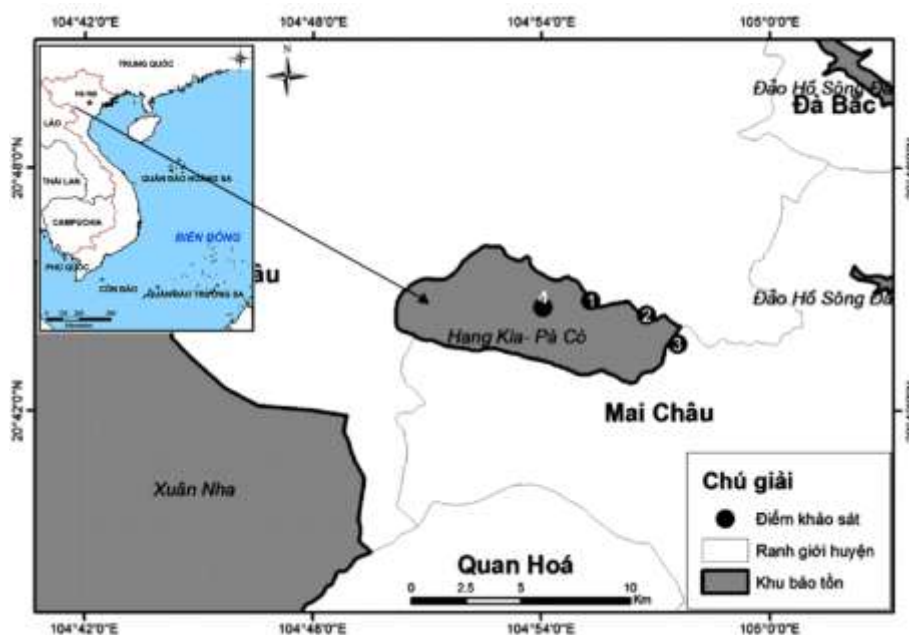 104°42'0"E
104°48'0"E
104°54'0"E
105°0'0"E
N
TRUNG QUỐC
HÀ NỘI
LÀO
THÁI LAN
CAMPUCHIA
QUẦN ĐẢO HOÀNG SA
BIỂN ĐÔNG
PHÚ QUỐC
CÔN ĐẢO
QUẦN ĐẢO TRƯỜNG SA
âu
Đảo Hồ Sông Đà
Đà Bắc
20°48'0"N
Đảo Hồ Sông Đà
4
1
2
3
Hang Kia- Pà Cò
Mai Châu
20°42'0"N
Xuân Nha
Quan Hoá
0 2.5 5 10
Km
Chú giải
Điểm khảo sát
Ranh giới huyện
Khu bảo tồn
104°42'0"E
104°48'0"E
104°54'0"E
105°0'0"E